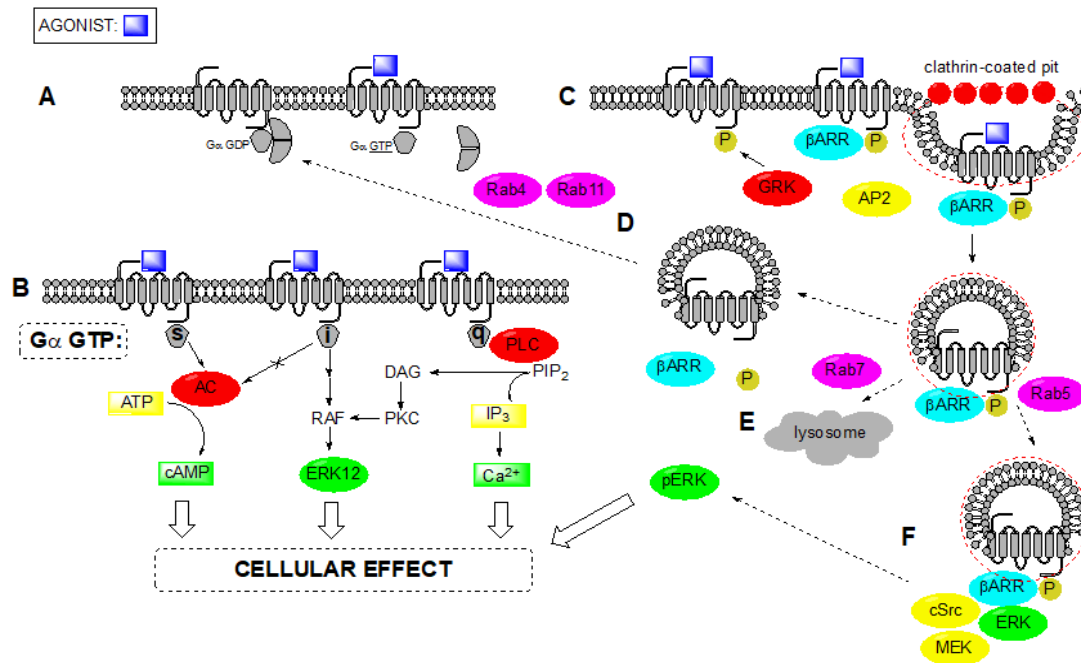 AGONIST:
A
Gα GDP
Gα GTP
Rab4
Rab11
B
Gα GTP:
s
i
q
PLC
AC
ATP
cAMP
DAG
PIP2
RAF
PKC
IP3
ERK12
Ca2+
CELLULAR EFFECT
C
clathrin-coated pit
P
βARR
P
GRK
AP2
βARR
P
D
βARR
P
Rab7
βARR
P
Rab5
E
lysosome
pERK
F
βARR
P
cSrc
ERK
MEK